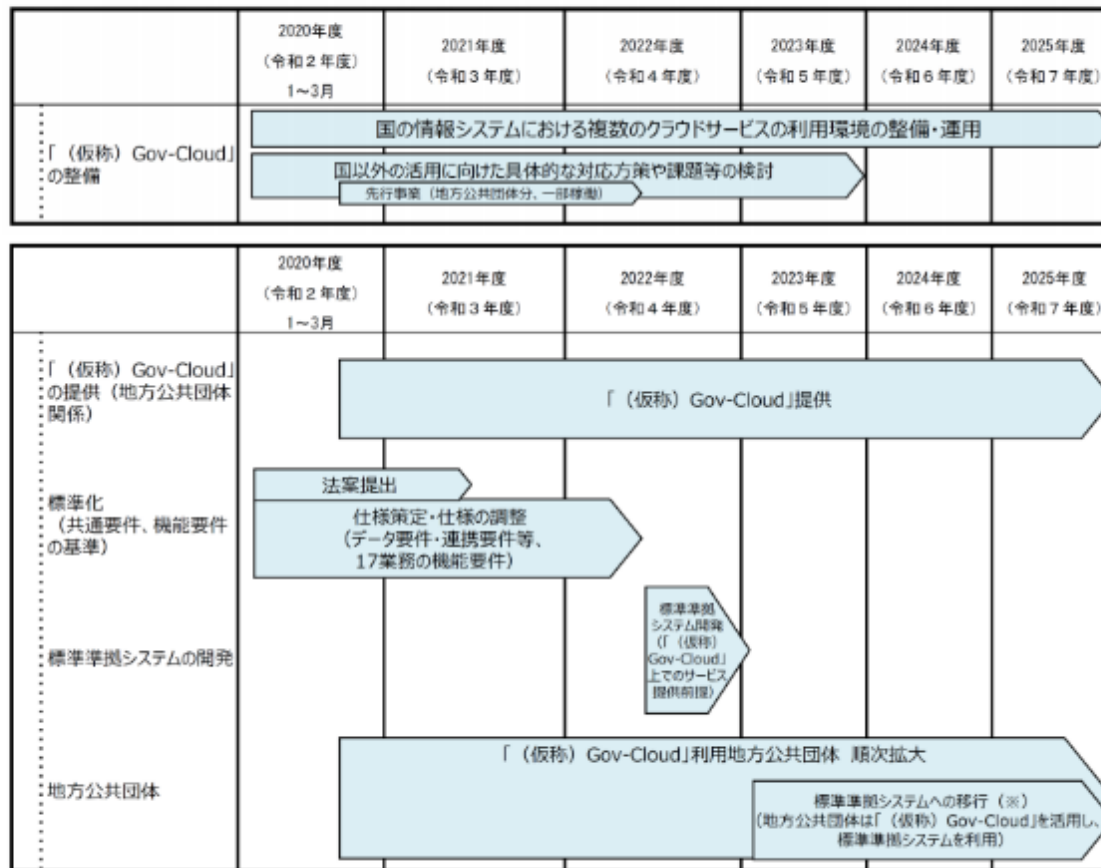 2020年度
(令和2年度)
1~3月
2021年度
(令和3年度)
2022年度
(令和4年度)
2023年度
(令和5年度)
2024年度
(令和6年度)
2025年度
(令和7年度)
「(仮称)Gov-Cloud」
の整備
国の情報システムにおける複数のクラウドサービスの利用環境の整備・運用
国以外の活用に向けた具体的な対応方策や課題等の検討
先行事業(地方公共団体分、一部稼働)
2020年度
(令和2年度)
1~3月
2021年度
(令和3年度)
2022年度
(令和4年度)
2023年度
(令和5年度)
2024年度
(令和6年度)
2025年度
(令和7年度)
「(仮称)Gov-Cloud」
の提供(地方公共団体
関係)
「(仮称)Gov-Cloud」提供
標準化
(共通要件、機能要件
の基準)
法案提出
仕様策定・仕様の調整
(データ要件・連携要件等、
17業務の機能要件)
標準準拠システムの開発
標準準拠
システム開発
(「(仮称)
Gov-Cloud」
上でのサービス
提供前提)
地方公共団体
「(仮称)Gov-Cloud」利用地方公共団体 順次拡大
標準準拠システムへの移行(※)
(地方公共団体は「(仮称)Gov-Cloud」を活用し、
標準準拠システムを利用)